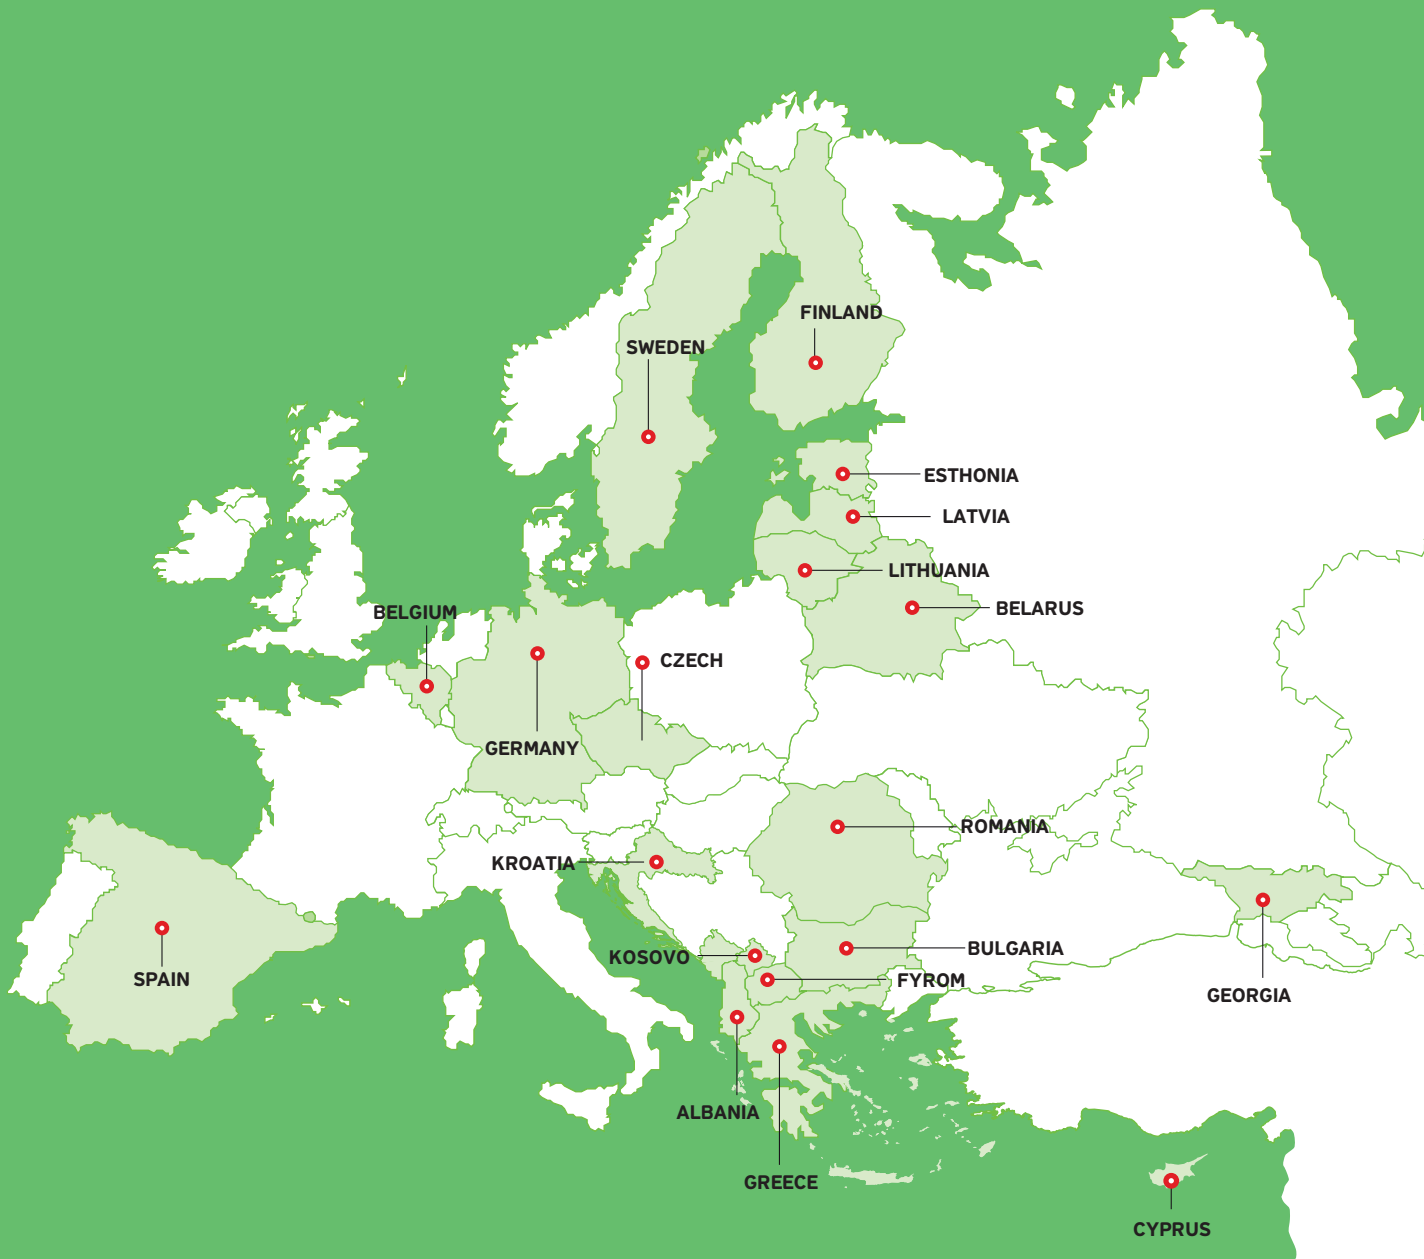 FINLAND
SWEDEN
ESTHONIA
LATVIA
LITHUANIA
BELARUS
BELGIUM
CZECH
GERMANY
ROMANIA
KROATIA
BULGARIA
KOSOVO
FYROM
SPAIN
GEORGIA
ALBANIA
GREECE
CYPRUS